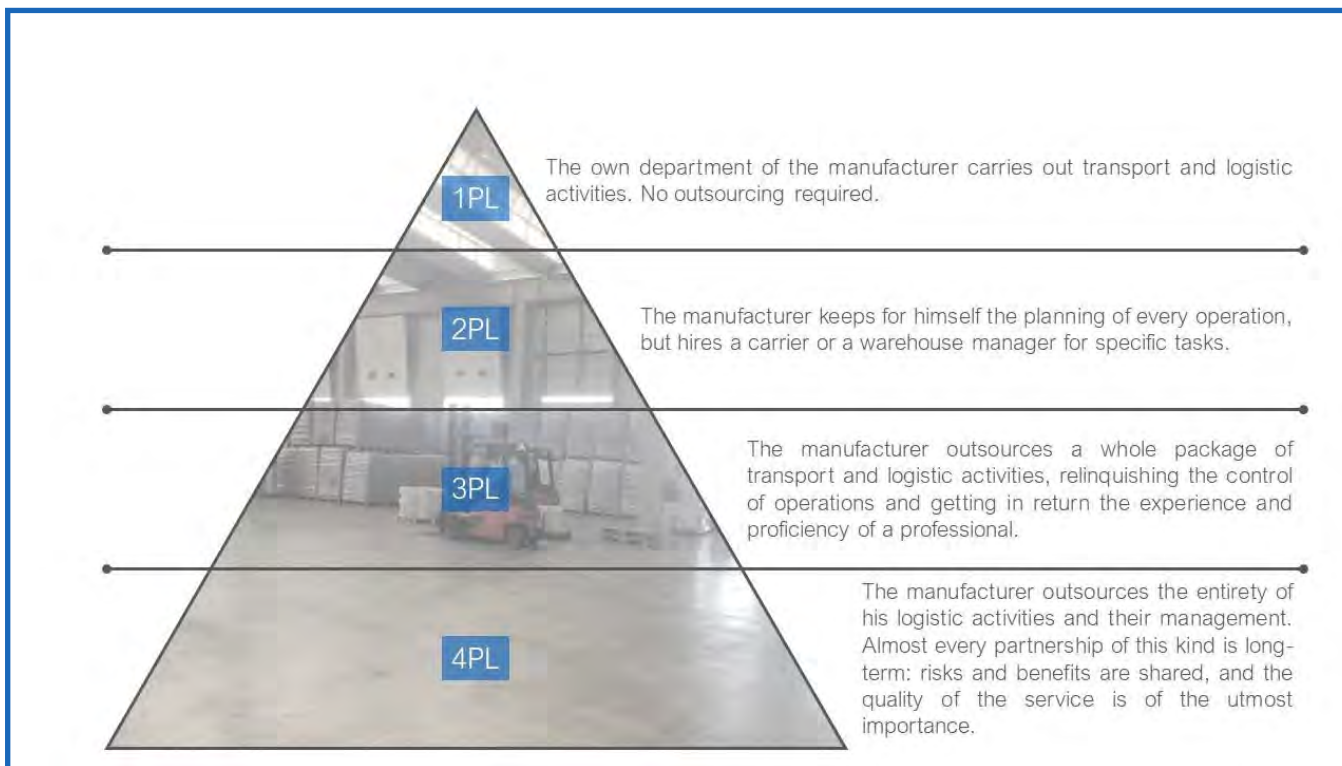 1PL
The own department of the manufacturer carries out transport and logistic
activities. No outsourcing required.
2PL
The manufacturer keeps for himself the planning of every operation,
but hires a carrier or a warehouse manager for specific tasks.
3PL
The manufacturer outsources a whole package of
transport and logistic activities, relinquishing the control
of operations and getting in return the experience and
proficiency of a professional.
4PL
The manufacturer outsources the entirety of
his logistic activities and their management.
Almost every partnership of this kind is long-
term: risks and benefits are shared, and the
quality of the service is of the utmost
importance.